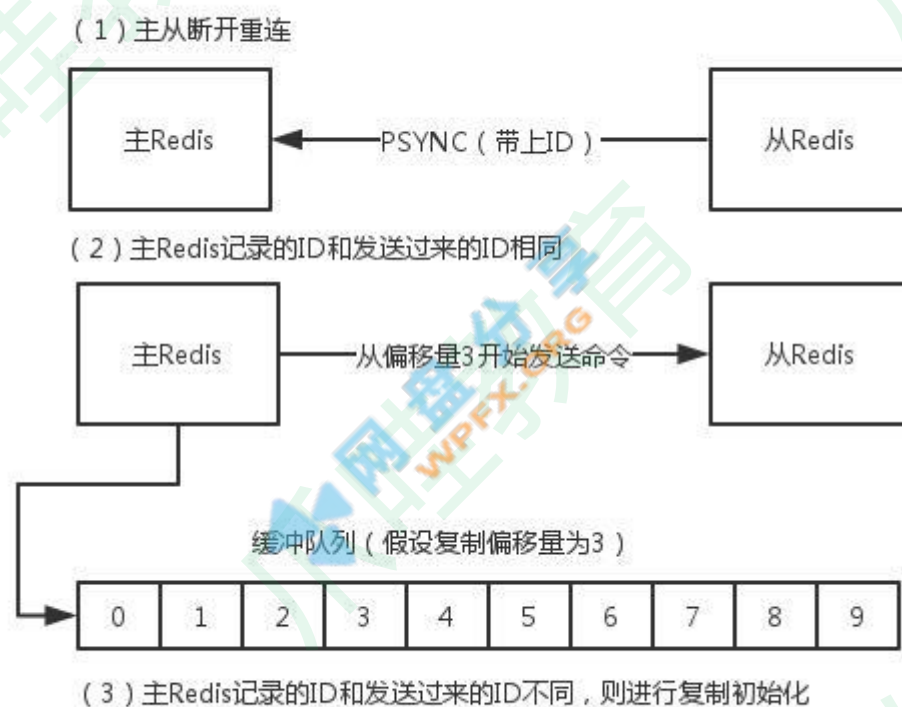 （1）主从断开重连
主Redis
PSYNC（带上ID）
从Redis
（2）主Redis记录的ID和发送过来的ID相同
主Redis
从偏移量3开始发送命令
从Redis
缓冲队列（假设复制偏移量为3）
0 1 2 3 4 5 6 7 8 9
（3）主Redis记录的ID和发送过来的ID不同，则进行复制初始化
网盘分享
WPFX.ORG